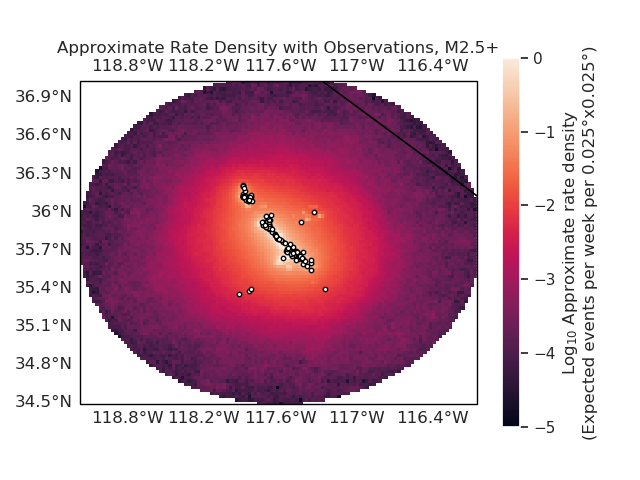 Approximate Rate Density with Observations, M2.5+
118.8°W 118.2°W 117.6°W 117°W 116.4°W
36.9°N
36.6°N
36.3°N
36°N
35.7°N
35.4°N
35.1°N
34.8°N
34.5°N
118.8°W 118.2°W 117.6°W 117°W 116.4°W
0
−1
−2
−3
−4
−5
Log₁₀ Approximate rate density
(Expected events per week per 0.025°x0.025°)